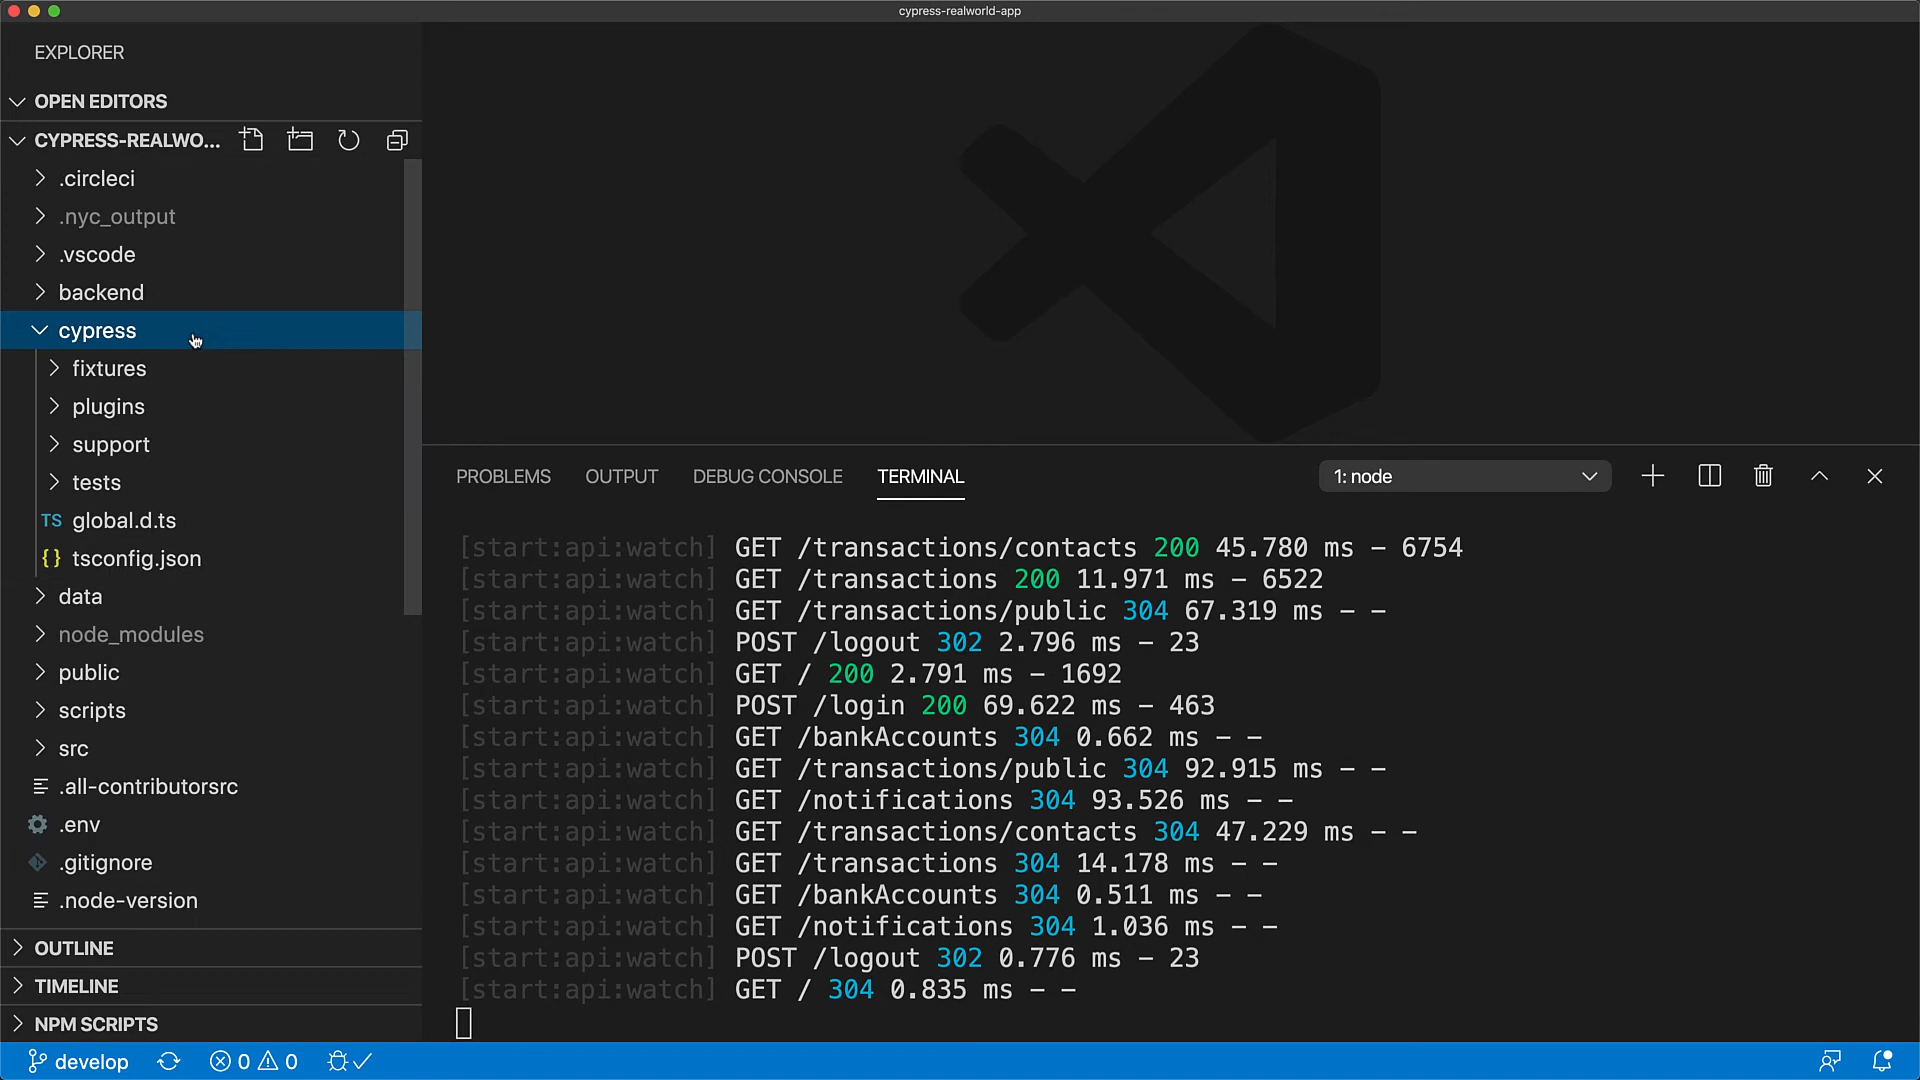 cypress-realworld-app
EXPLORER
OPEN EDITORS
CYPRESS-REALWO...
.circleci
.nyc_output
.vscode
backend
cypress
fixtures
plugins
support
tests
TS global.d.ts
{} tsconfig.json
data
node_modules
public
scripts
src
.all-contributorsrc
.env
.gitignore
.node-version
OUTLINE
TIMELINE
NPM SCRIPTS
PROBLEMS OUTPUT DEBUG CONSOLE TERMINAL 1: node
[start:api:watch] GET /transactions/contacts 200 45.780 ms - 6754
[start:api:watch] GET /transactions 200 11.971 ms - 6522
[start:api:watch] GET /transactions/public 304 67.319 ms - -
[start:api:watch] POST /logout 302 2.796 ms - 23
[start:api:watch] GET / 200 2.791 ms - 1692
[start:api:watch] POST /login 200 69.622 ms - 463
[start:api:watch] GET /bankAccounts 304 0.662 ms - -
[start:api:watch] GET /transactions/public 304 92.915 ms - -
[start:api:watch] GET /notifications 304 93.526 ms - -
[start:api:watch] GET /transactions/contacts 304 47.229 ms - -
[start:api:watch] GET /transactions 304 14.178 ms - -
[start:api:watch] GET /bankAccounts 304 0.511 ms - -
[start:api:watch] GET /notifications 304 1.036 ms - -
[start:api:watch] POST /logout 302 0.776 ms - 23
[start:api:watch] GET / 304 0.835 ms - -
develop 0 0